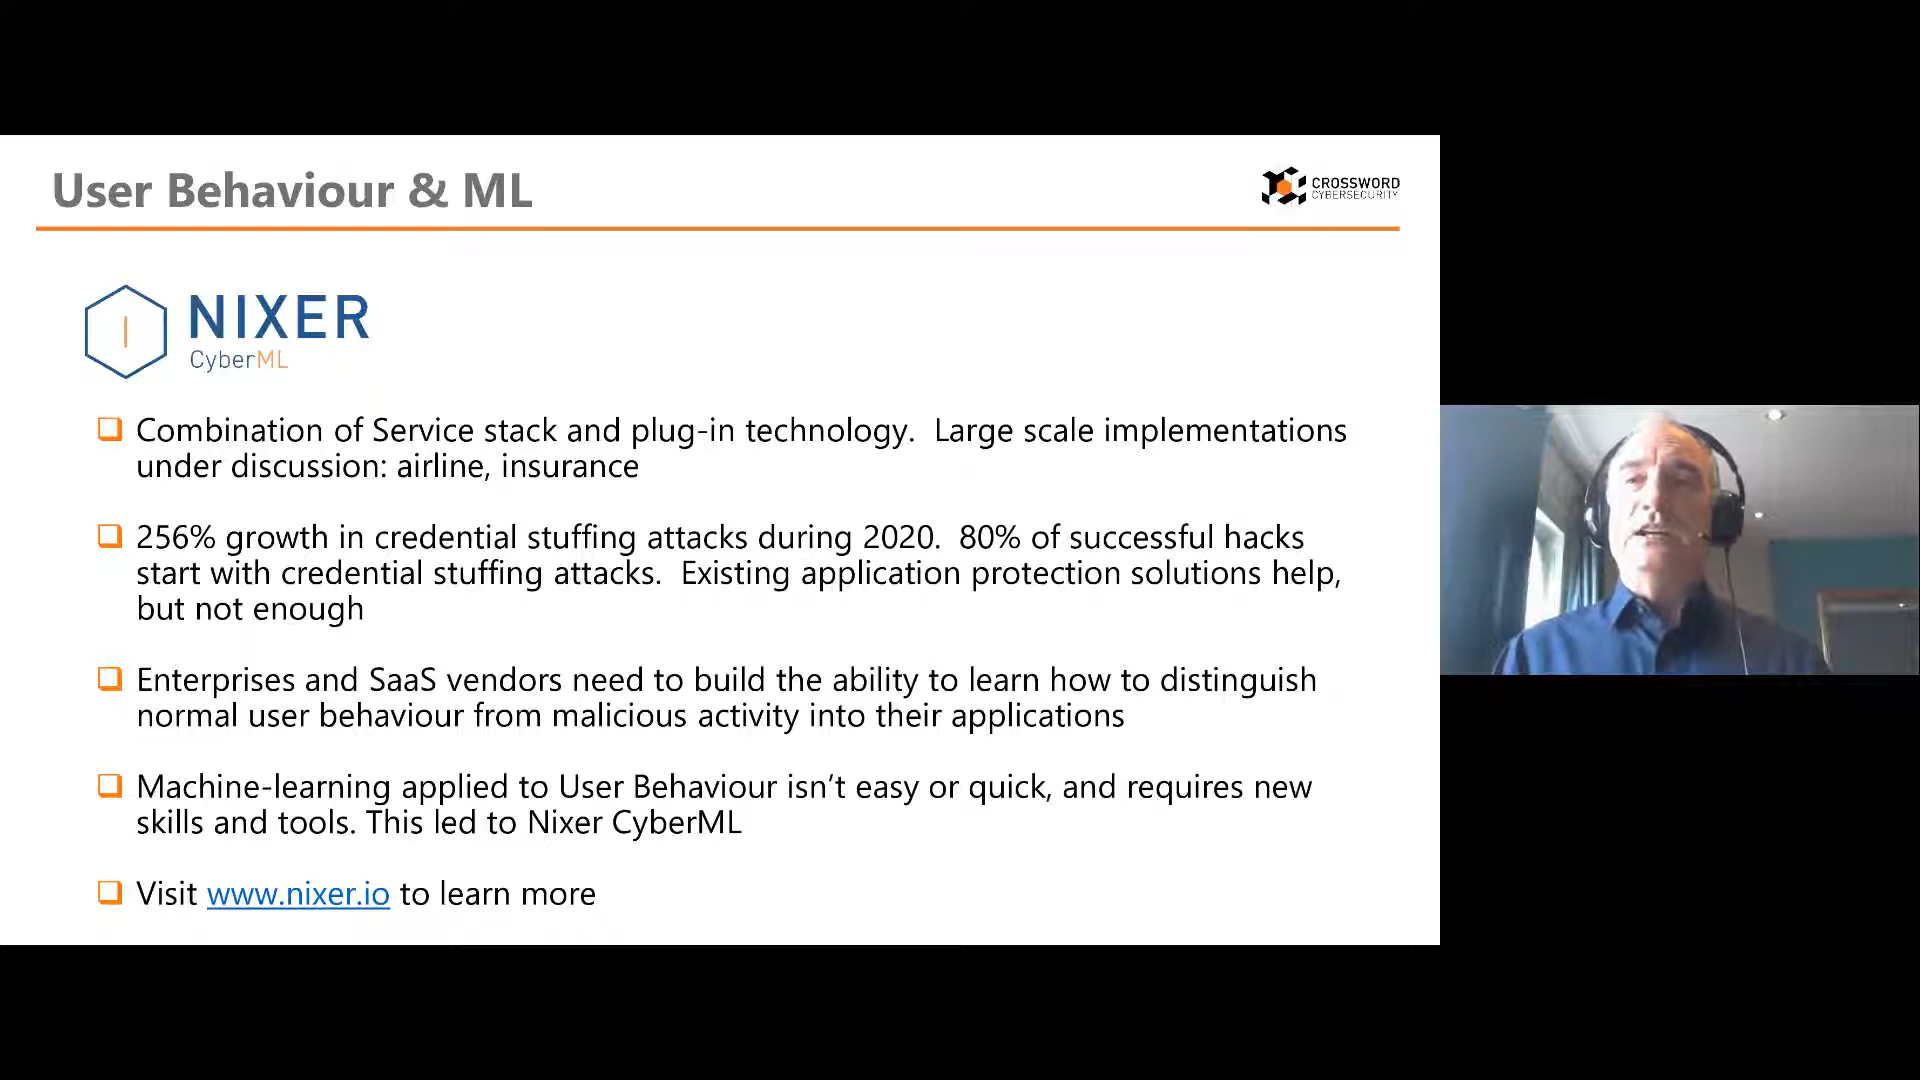 User Behaviour & ML
CROSSWORD
CYBERSECURITY
NIXER
CyberML
Combination of Service stack and plug-in technology.  Large scale implementations
under discussion: airline, insurance
256% growth in credential stuffing attacks during 2020.  80% of successful hacks
start with credential stuffing attacks.  Existing application protection solutions help,
but not enough
Enterprises and SaaS vendors need to build the ability to learn how to distinguish
normal user behaviour from malicious activity into their applications
Machine-learning applied to User Behaviour isn’t easy or quick, and requires new
skills and tools. This led to Nixer CyberML
Visit www.nixer.io to learn more